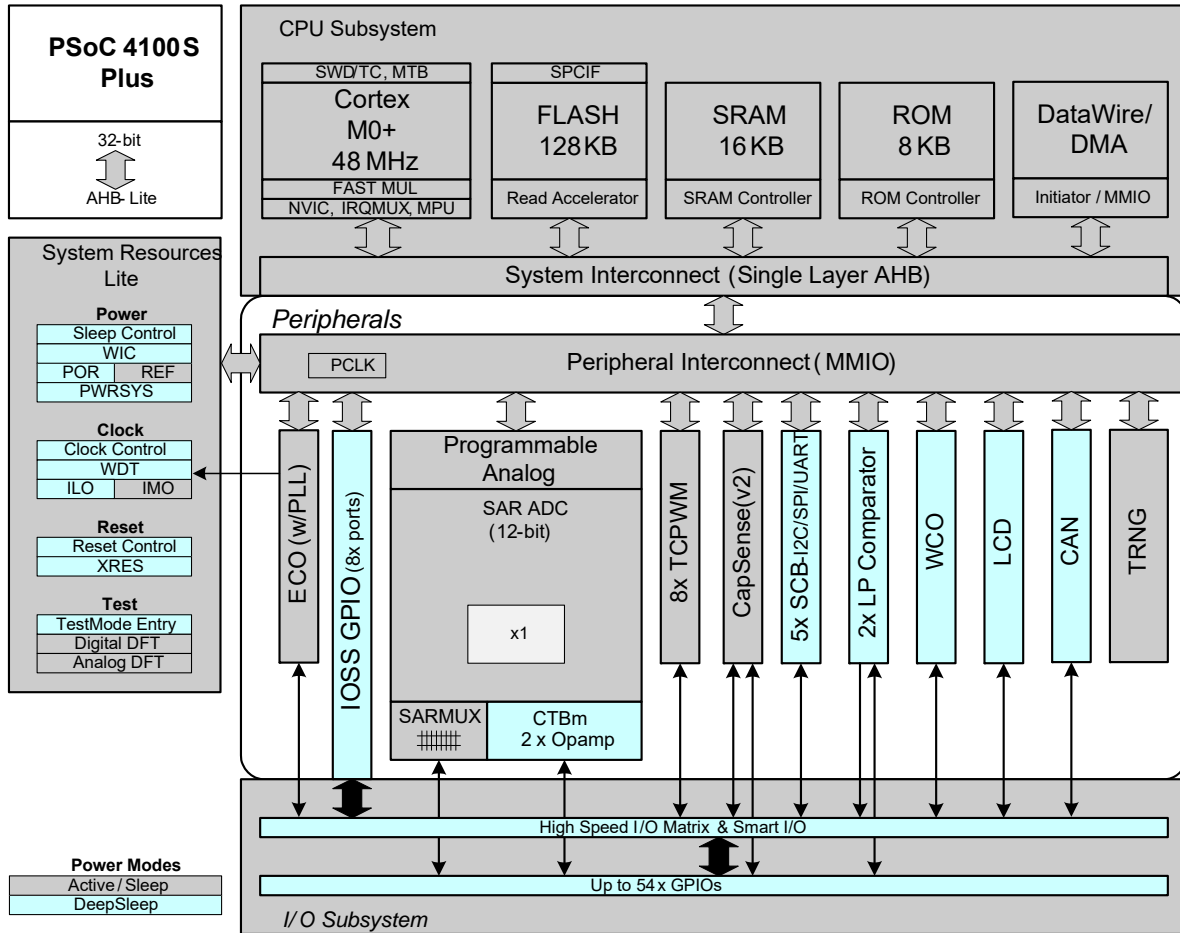 PSoC 4100S
Plus
32-bit
AHB-Lite
CPU Subsystem
SWD/TC, MTB
Cortex
M0+
48 MHz
FAST MUL
NVIC, IRQMUX, MPU
SPCIF
FLASH
128 KB
Read Accelerator
SRAM
16 KB
SRAM Controller
ROM
8 KB
ROM Controller
DataWire/
DMA
Initiator / MMIO
System Interconnect (Single Layer AHB)
System Resources
Lite
Power
Sleep Control
WIC
POR
REF
PWRSYS
Clock
Clock Control
WDT
ILO
IMO
Reset
Reset Control
XRES
Test
TestMode Entry
Digital DFT
Analog DFT
Peripherals
PCLK
Peripheral Interconnect (MMIO)
ECO (w/PLL)
IOSS GPIO (8x ports)
Programmable
Analog
SAR ADC
(12-bit)
x1
SARMUX
CTBm
2 x Opamp
8x TCPWM
CapSense(v2)
5x SCB-I2C/SPI/UART
2x LP Comparator
WCO
LCD
CAN
TRNG
High Speed I/O Matrix & Smart I/O
Up to 54x GPIOs
I/O Subsystem
Power Modes
Active / Sleep
DeepSleep